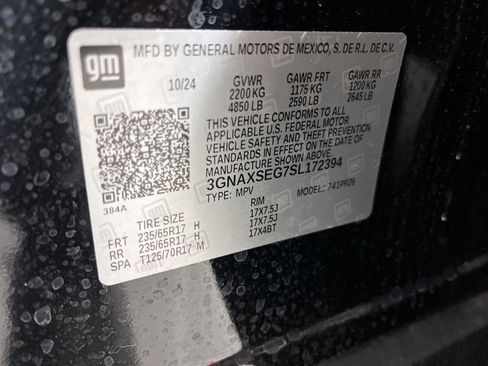 gm
MFD BY GENERAL MOTORS DE MEXICO, S. DE R.L. DE C.V.
10/24 GVWR GAWR FRT GAWR RR
2200 KG 1175 KG 1200 KG
4850 LB 2590 LB 2645 LB
THIS VEHICLE CONFORMS TO ALL
APPLICABLE U.S. FEDERAL MOTOR
VEHICLE SAFETY AND THEFT PREVENTION
STANDARDS IN EFFECT ON THE DATE OF
MANUFACTURE SHOWN ABOVE.
3GNAXSEG7SL172394
384A TYPE: MPV MODEL: 741PR26
TIRE SIZE RIM
FRT 235/65R17 H 17X7.5J
RR 235/65R17 H 17X7.5J
SPA T125/70R17 M 17X4BT